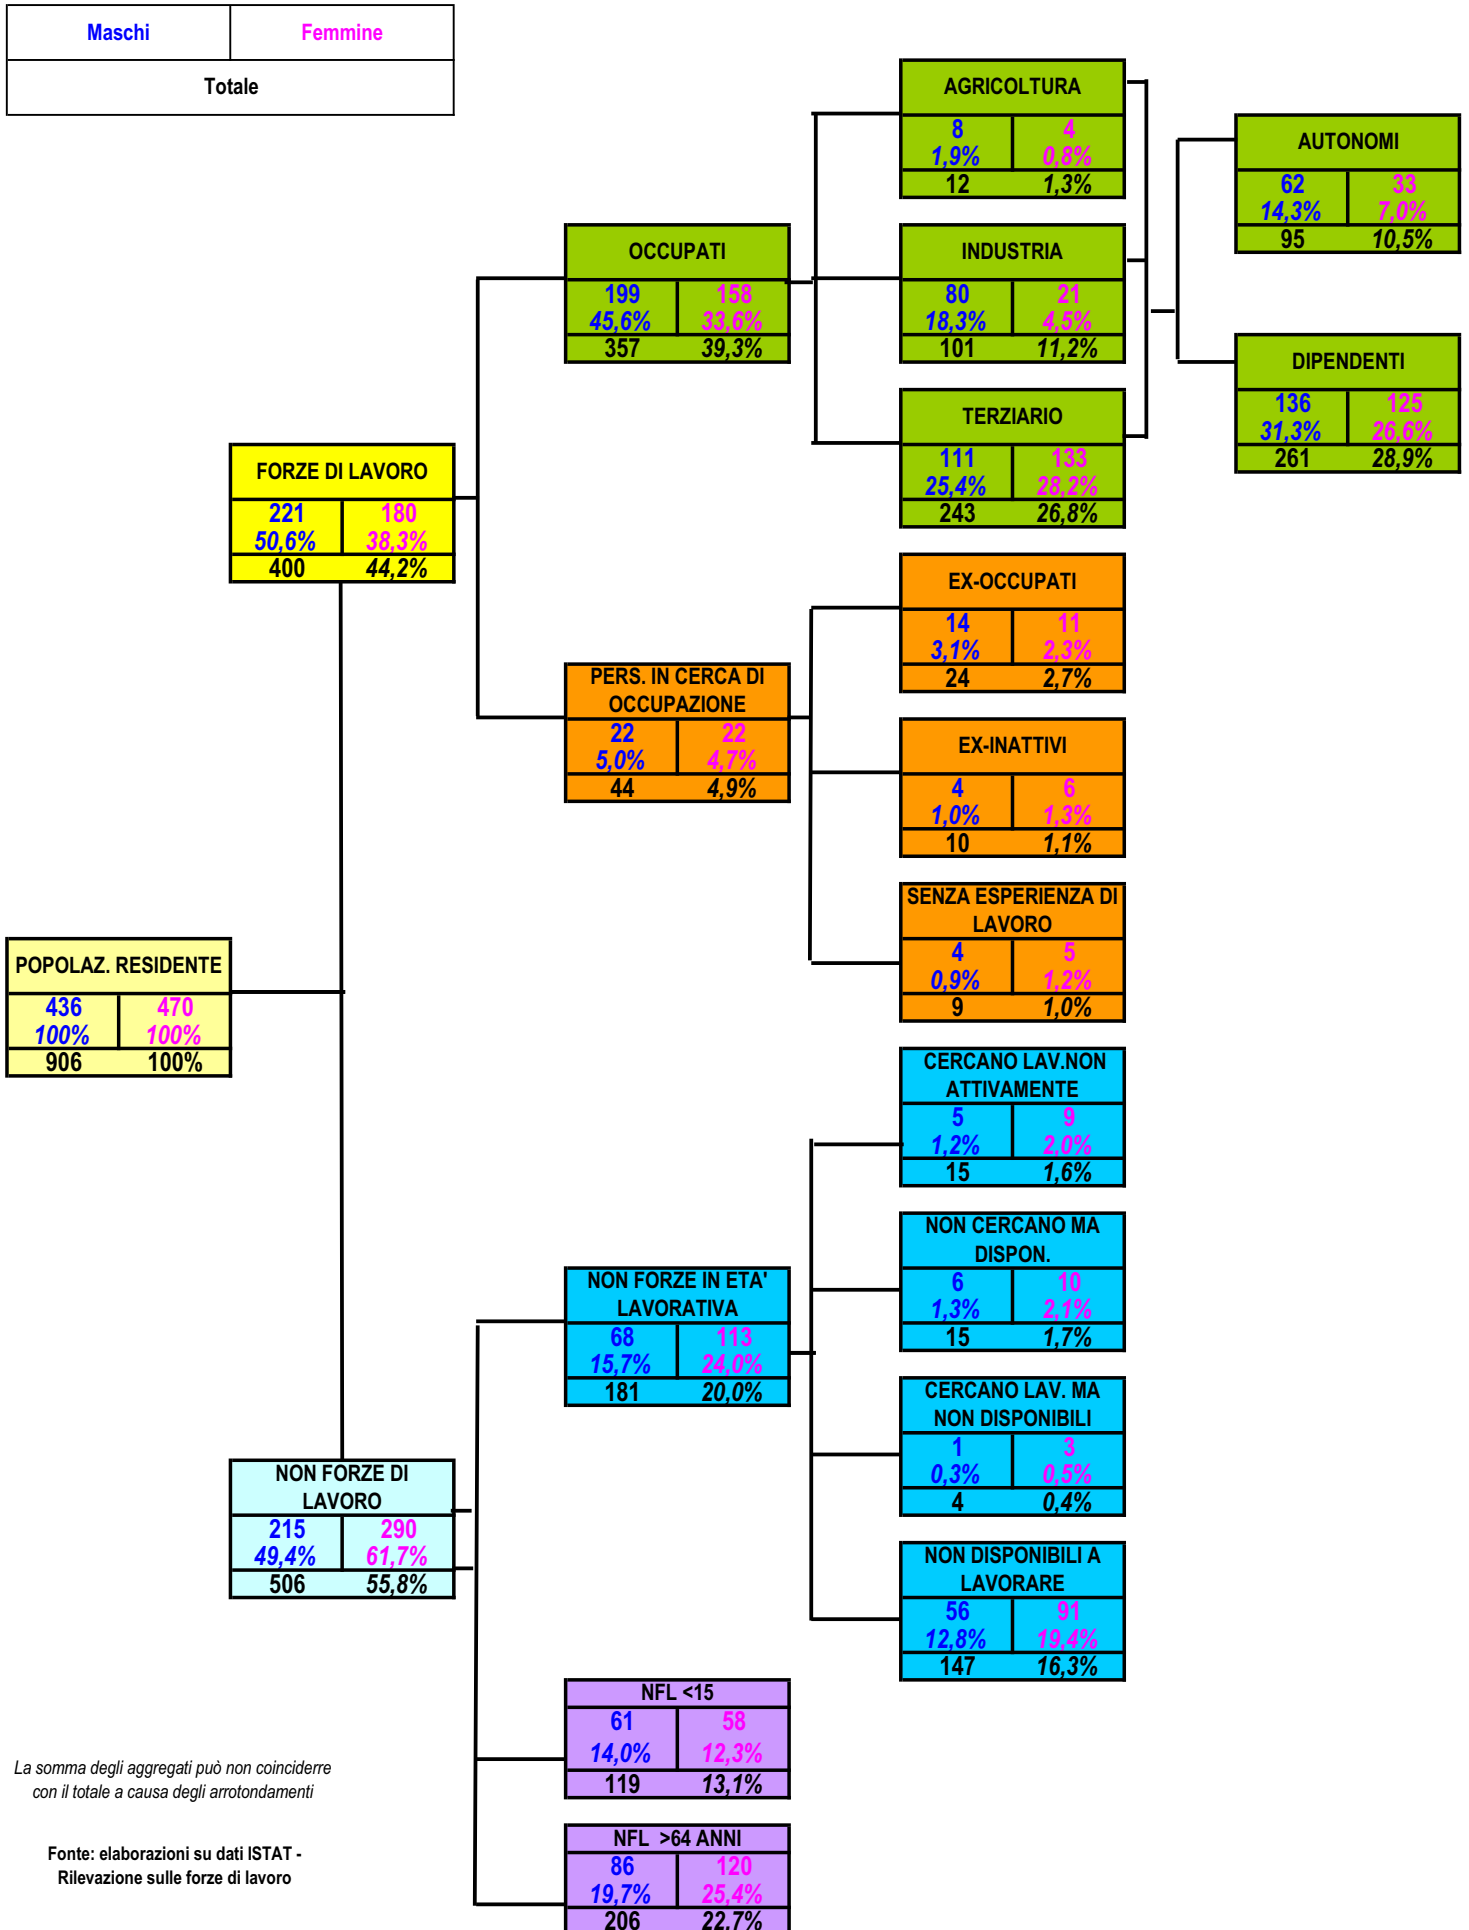 Maschi Femmine
Totale
AGRICOLTURA
8 4
1,9% 0,8%
12 1,3%
AUTONOMI
62 33
14,3% 7,0%
95 10,5%
OCCUPATI
199 158
45,6% 33,6%
357 39,3%
INDUSTRIA
80 21
18,3% 4,5%
101 11,2%
DIPENDENTI
136 125
31,3% 26,6%
261 28,9%
TERZIARIO
111 133
25,4% 28,2%
243 26,8%
FORZE DI LAVORO
221 180
50,6% 38,3%
400 44,2%
EX-OCCUPATI
14 11
3,1% 2,3%
24 2,7%
PERS. IN CERCA DI
OCCUPAZIONE
22 22
5,0% 4,7%
44 4,9%
EX-INATTIVI
4 6
1,0% 1,3%
10 1,1%
SENZA ESPERIENZA DI
LAVORO
4 5
0,9% 1,2%
9 1,0%
POPOLAZ. RESIDENTE
436 470
100% 100%
906 100%
CERCANO LAV.NON
ATTIVAMENTE
5 9
1,2% 2,0%
15 1,6%
NON CERCANO MA
DISPON.
6 10
1,3% 2,1%
15 1,7%
NON FORZE IN ETA'
LAVORATIVA
68 113
15,7% 24,0%
181 20,0%
CERCANO LAV. MA
NON DISPONIBILI
1 3
0,3% 0,5%
4 0,4%
NON FORZE DI
LAVORO
215 290
49,4% 61,7%
506 55,8%
NON DISPONIBILI A
LAVORARE
56 91
12,8% 19,4%
147 16,3%
NFL <15
61 58
14,0% 12,3%
119 13,1%
La somma degli aggregati può non coinciderre
con il totale a causa degli arrotondamenti
NFL >64 ANNI
86 120
19,7% 25,4%
206 22,7%
Fonte: elaborazioni su dati ISTAT -
Rilevazione sulle forze di lavoro